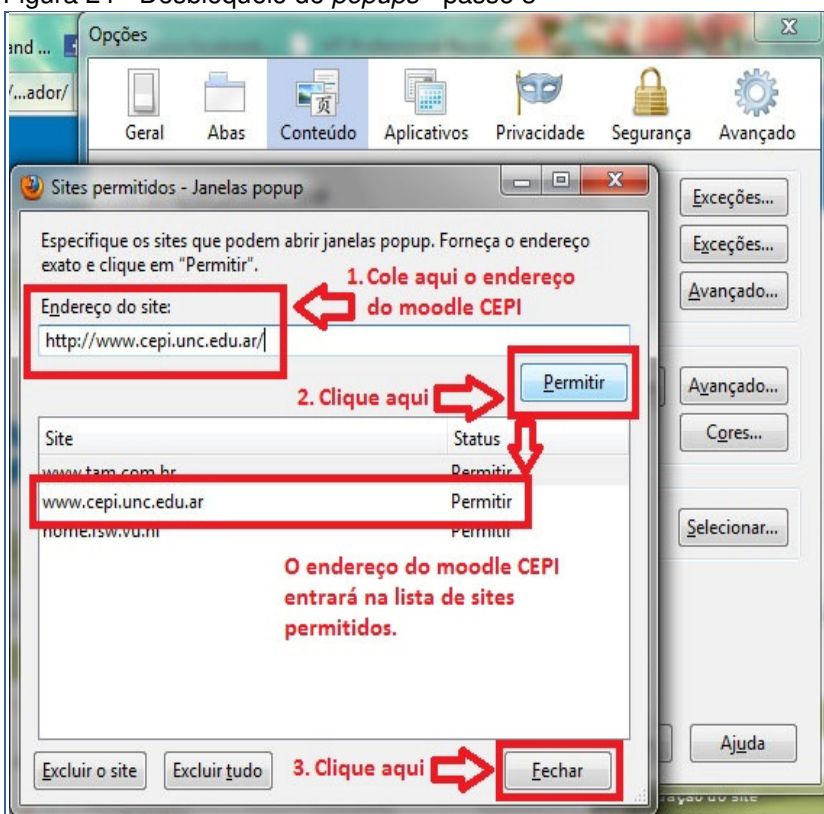 Figura 24 - Desbloqueio de popups - passo 3
and ...
Opções
/...ador/
Geral
Abas
Conteúdo
Aplicativos
Privacidade
Segurança
Avançado
Sites permitidos - Janelas popup
Especifique os sites que podem abrir janelas popup. Forneça o endereço
exato e clique em "Permitir".
1. Cole aqui o endereço
do moodle CEPI
Endereço do site:
http://www.cepi.unc.edu.ar/
2. Clique aqui
Permitir
Site
Status
www.tam.com.br
Permitir
www.cepi.unc.edu.ar
Permitir
Permitir
O endereço do moodle CEPI
entrará na lista de sites
permitidos.
Excluir o site
Excluir tudo
3. Clique aqui
Fechar
Exceções...
Exceções...
Avançado...
Avançado...
Cores...
Selecionar...
Ajuda
do site